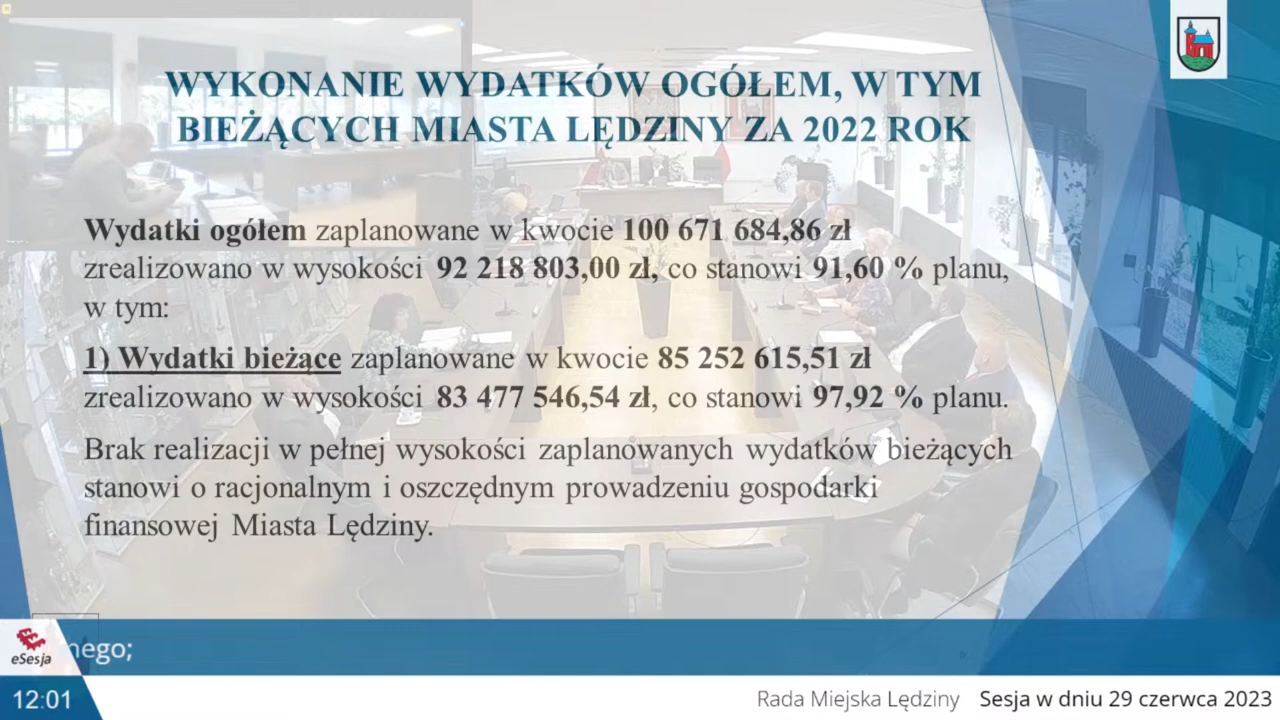 WYKONANIE WYDATKÓW OGÓŁEM, W TYM
BIEŻĄCYCH MIASTA LĘDZINY ZA 2022 ROK
Wydatki ogółem zaplanowane w kwocie 100 671 684,86 zł
zrealizowano w wysokości 92 218 803,00 zł, co stanowi 91,60 % planu,
w tym:
1) Wydatki bieżące zaplanowane w kwocie 85 252 615,51 zł
zrealizowano w wysokości 83 477 546,54 zł, co stanowi 97,92 % planu.
Brak realizacji w pełnej wysokości zaplanowanych wydatków bieżących
stanowi o racjonalnym i oszczędnym prowadzeniu gospodarki
finansowej Miasta Lędziny.
nego;
eSesja
12:01
Rada Miejska Lędziny Sesja w dniu 29 czerwca 2023